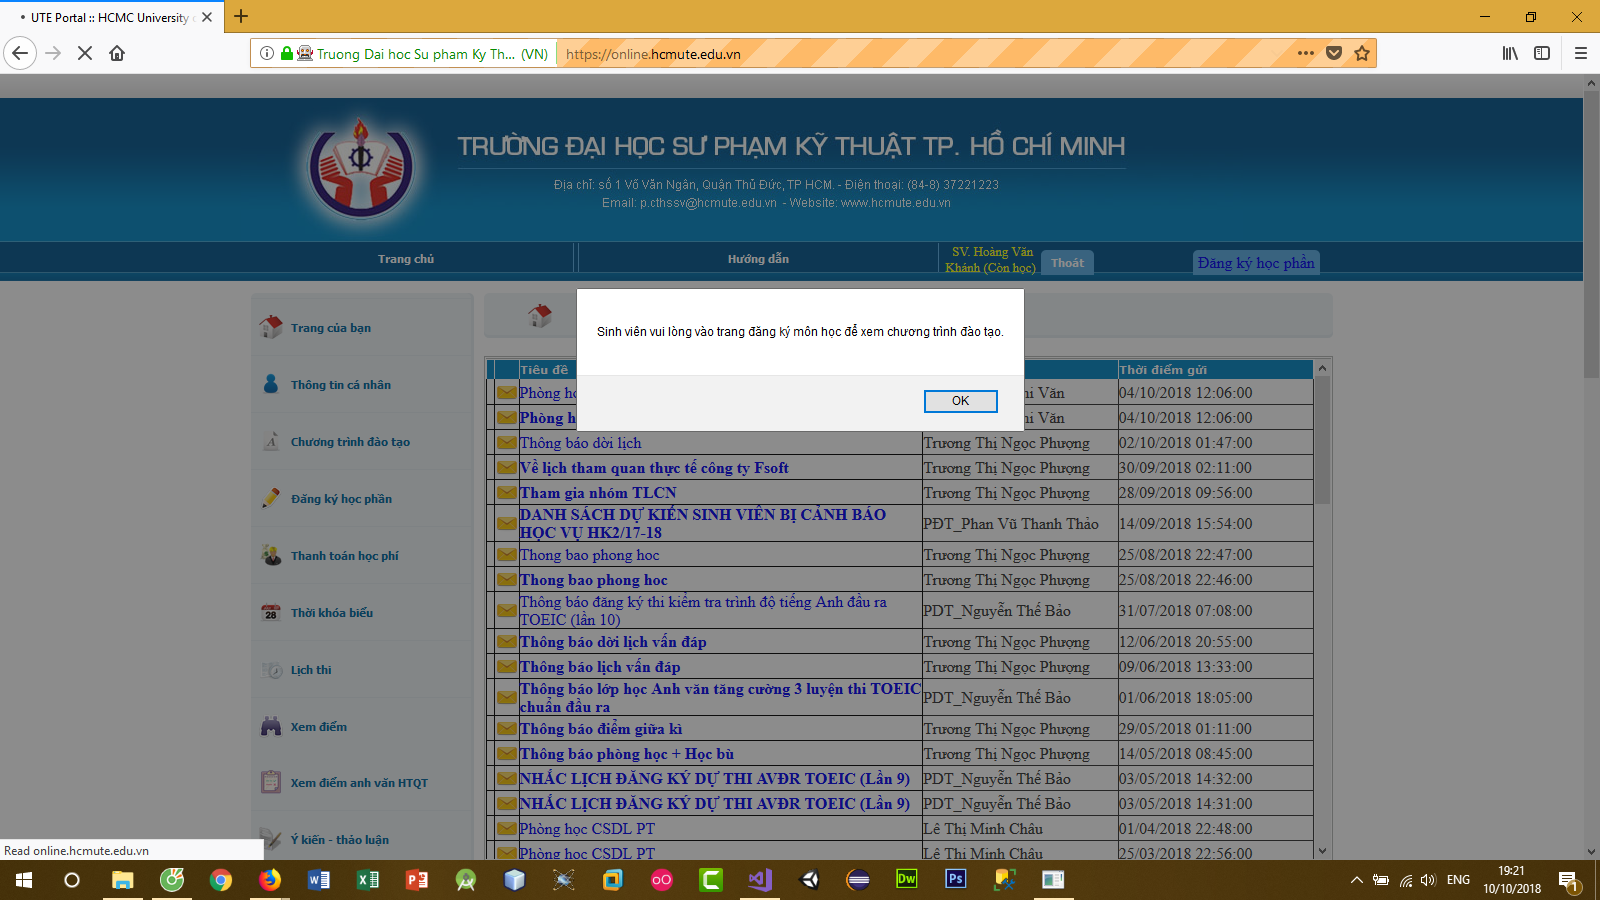 UTE Portal :: HCMC University
Truong Dai hoc Su pham Ky Th... (VN)
https://online.hcmute.edu.vn
TRƯỜNG ĐẠI HỌC SƯ PHẠM KỸ THUẬT TP. HỒ CHÍ MINH
Địa chỉ: số 1 Võ Văn Ngân, Quận Thủ Đức, TP HCM. - Điện thoại: (84-8) 37221223
Email: p.cthssv@hcmute.edu.vn - Website: www.hcmute.edu.vn
Trang chủ
Hướng dẫn
SV. Hoàng Văn
Khánh (Còn học)
Thoát
Đăng ký học phần
Sinh viên vui lòng vào trang đăng ký môn học để xem chương trình đào tạo.
OK
Trang của bạn
Thông tin cá nhân
Chương trình đào tạo
Đăng ký học phần
Thanh toán học phí
28
Thời khóa biểu
Lịch thi
Xem điểm
Xem điểm anh văn HTQT
Ý kiến - thảo luận
Tiêu đề Thời điểm gửi
Phòng Văn 04/10/2018 12:06:00
Phòng Văn 04/10/2018 12:06:00
Thông báo dời lịch Trương Thị Ngọc Phượng 02/10/2018 01:47:00
Về lịch tham quan thực tế công ty Fsoft Trương Thị Ngọc Phượng 30/09/2018 02:11:00
Tham gia nhóm TLCN Trương Thị Ngọc Phượng 28/09/2018 09:56:00
DANH SÁCH DỰ KIẾN SINH VIÊN BỊ CẢNH BÁO
HỌC VỤ HK2/17-18 PĐT_Phan Vũ Thanh Thảo 14/09/2018 15:54:00
Thong bao phong hoc Trương Thị Ngọc Phượng 25/08/2018 22:47:00
Thong bao phong hoc Trương Thị Ngọc Phượng 25/08/2018 22:46:00
Thông báo đăng ký thi kiểm tra trình độ tiếng Anh đầu ra
TOEIC (lần 10) PDT_Nguyễn Thế Bảo 31/07/2018 07:08:00
Thông báo dời lịch vấn đáp Trương Thị Ngọc Phượng 12/06/2018 20:55:00
Thông báo lịch vấn đáp Trương Thị Ngọc Phượng 09/06/2018 13:33:00
Thông báo lớp học Anh văn tăng cường 3 luyện thi TOEIC
chuẩn đầu ra PDT_Nguyễn Thế Bảo 01/06/2018 18:05:00
Thông báo điểm giữa kì Trương Thị Ngọc Phượng 29/05/2018 01:11:00
Thông báo phòng học + Học bù Trương Thị Ngọc Phượng 14/05/2018 08:45:00
NHẮC LỊCH ĐĂNG KÝ DỰ THI AVĐR TOEIC (Lần 9) PDT_Nguyễn Thế Bảo 03/05/2018 14:32:00
NHẮC LỊCH ĐĂNG KÝ DỰ THI AVĐR TOEIC (Lần 9) PDT_Nguyễn Thế Bảo 03/05/2018 14:31:00
Phòng học CSDL PT Lê Thị Minh Châu 01/04/2018 22:48:00
Phòng học CSDL PT Lê Thị Minh Châu 25/03/2018 22:56:00
Read online.hcmute.edu.vn
Dw
Ps
ENG
19:21
10/10/2018
1